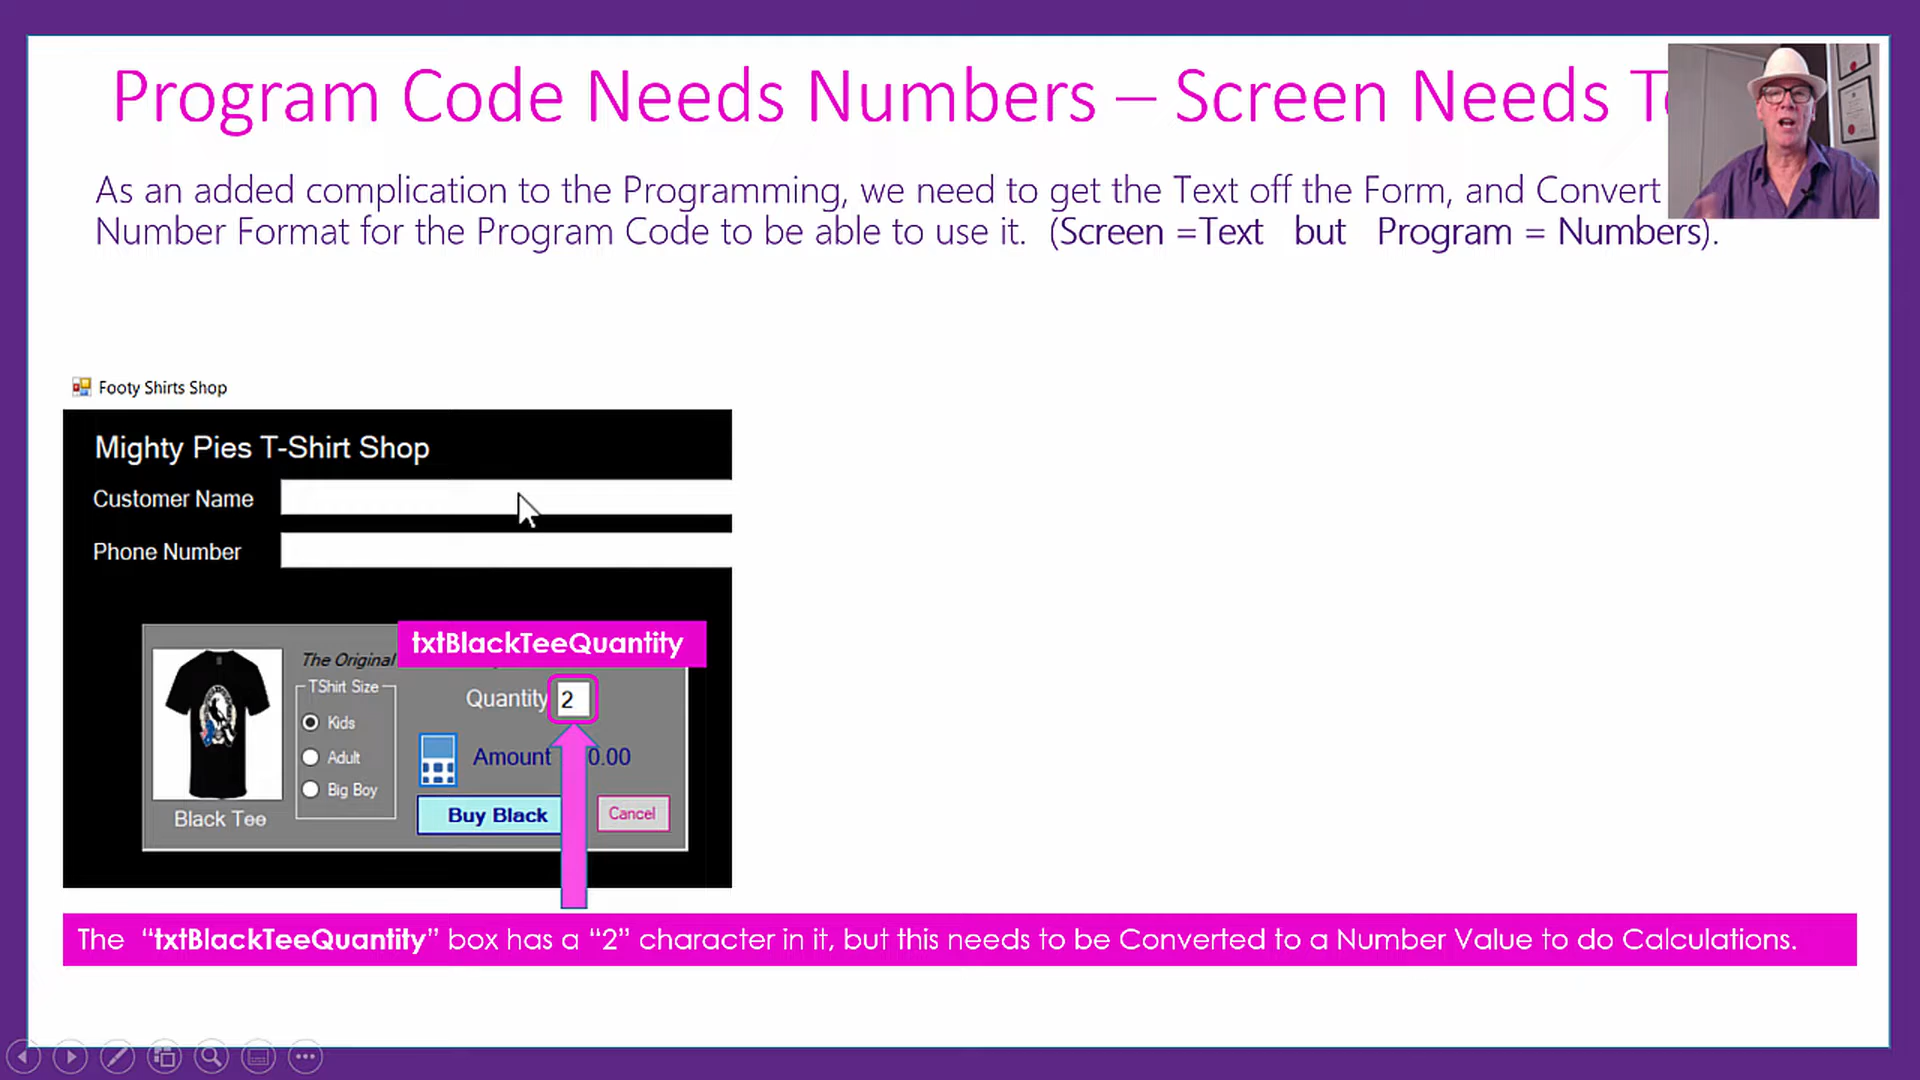 Program Code Needs Numbers – Screen Needs
As an added complication to the Programming, we need to get the Text off the Form, and Convert
Number Format for the Program Code to be able to use it. (Screen =Text but Program = Numbers).
Footy Shirts Shop
Mighty Pies T-Shirt Shop
Customer Name
Phone Number
txtBlackTeeQuantity
The Original
TShirt Size
Quantity 2
Kids
Adult
Amount 0.00
Big Boy
Buy Black
Cancel
Black Tee
The “txtBlackTeeQuantity” box has a “2” character in it, but this needs to be Converted to a Number Value to do Calculations.